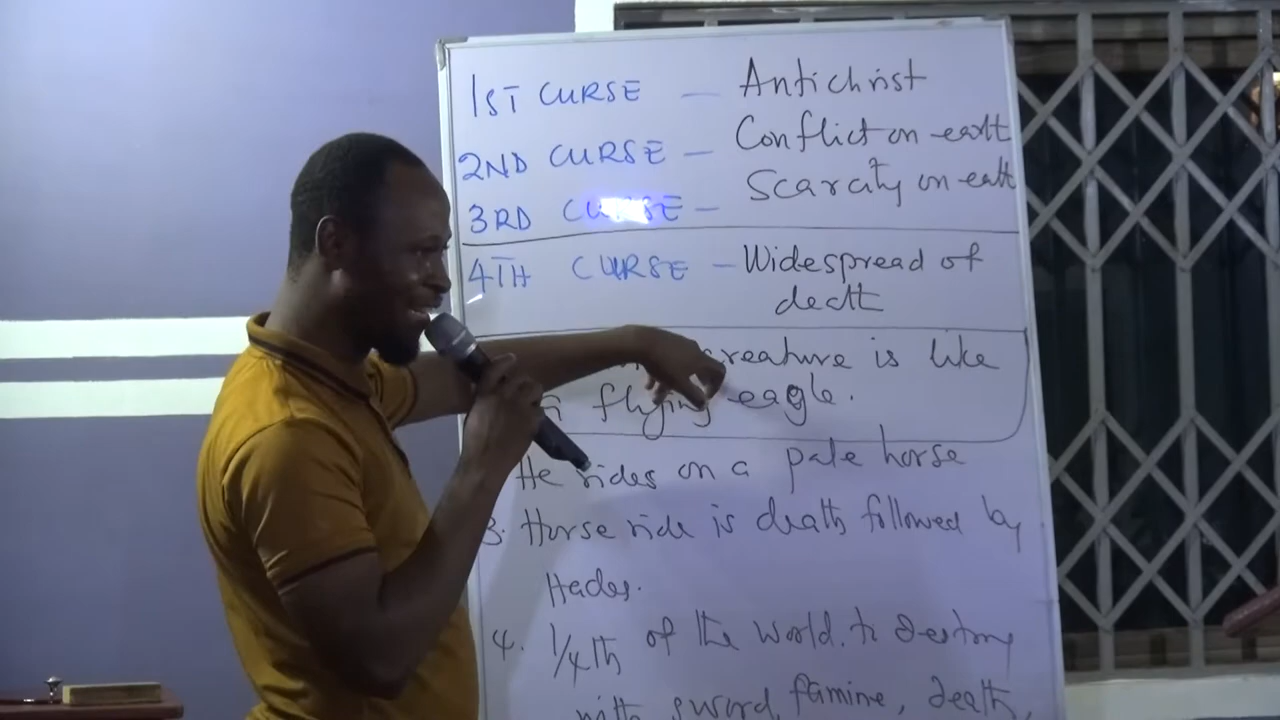 1ST CURSE - Antichrist
2ND CURSE - Conflict on earth
3RD CURSE - Scarcity on earth
4TH CURSE - Widespread of
death
creature is like
a flying eagle.
He rides on a pale horse
3. Horse ride is death followed by
Hades.
4. 1/4th of the world. to destroy
with sword, famine, death,